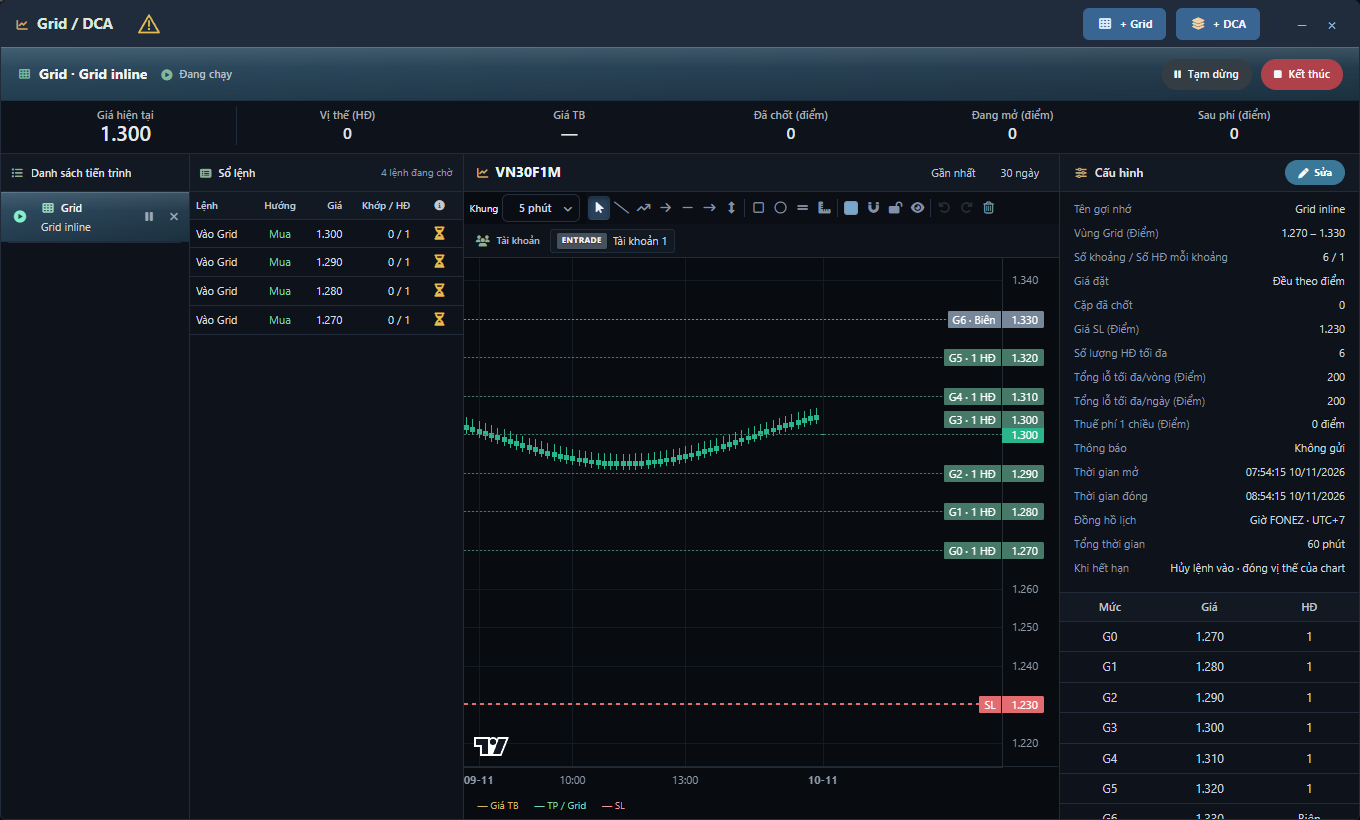 Grid / DCA
+ Grid
+ DCA
Grid · Grid inline
Đang chạy
Tạm dừng
Kết thúc
Giá hiện tại
1.300
Vị thế (HĐ)
0
Giá TB
—
Đã chốt (điểm)
0
Đang mở (điểm)
0
Sau phí (điểm)
0
Danh sách tiến trình
Grid
Grid inline
Sổ lệnh
4 lệnh đang chờ
Lệnh Hướng Giá Khớp / HĐ
Vào Grid Mua 1.300 0 / 1
Vào Grid Mua 1.290 0 / 1
Vào Grid Mua 1.280 0 / 1
Vào Grid Mua 1.270 0 / 1
VN30F1M
Gần nhất
30 ngày
Khung
5 phút
Tài khoản
ENTRADE
Tài khoản 1
1.340
G6 · Biên 1.330
G5 · 1 HĐ 1.320
G4 · 1 HĐ 1.310
G3 · 1 HĐ 1.300
1.300
G2 · 1 HĐ 1.290
G1 · 1 HĐ 1.280
G0 · 1 HĐ 1.270
1.260
1.250
1.240
SL 1.230
1.220
09-11 10:00 13:00 10-11
Giá TB
TP / Grid
SL
Cấu hình
Sửa
Tên gợi nhớ Grid inline
Vùng Grid (Điểm) 1.270 – 1.330
Số khoảng / Số HĐ mỗi khoảng 6 / 1
Giá đặt Đều theo điểm
Cặp đã chốt 0
Giá SL (Điểm) 1.230
Số lượng HĐ tối đa 6
Tổng lỗ tối đa/vòng (Điểm) 200
Tổng lỗ tối đa/ngày (Điểm) 200
Thuế phí 1 chiều (Điểm) 0 điểm
Thông báo Không gửi
Thời gian mở 07:54:15 10/11/2026
Thời gian đóng 08:54:15 10/11/2026
Đồng hồ lịch Giờ FONEZ · UTC+7
Tổng thời gian 60 phút
Khi hết hạn Hủy lệnh vào · đóng vị thế của chart
Mức Giá HĐ
G0 1.270 1
G1 1.280 1
G2 1.290 1
G3 1.300 1
G4 1.310 1
G5 1.320 1
G6 1.330 Biên